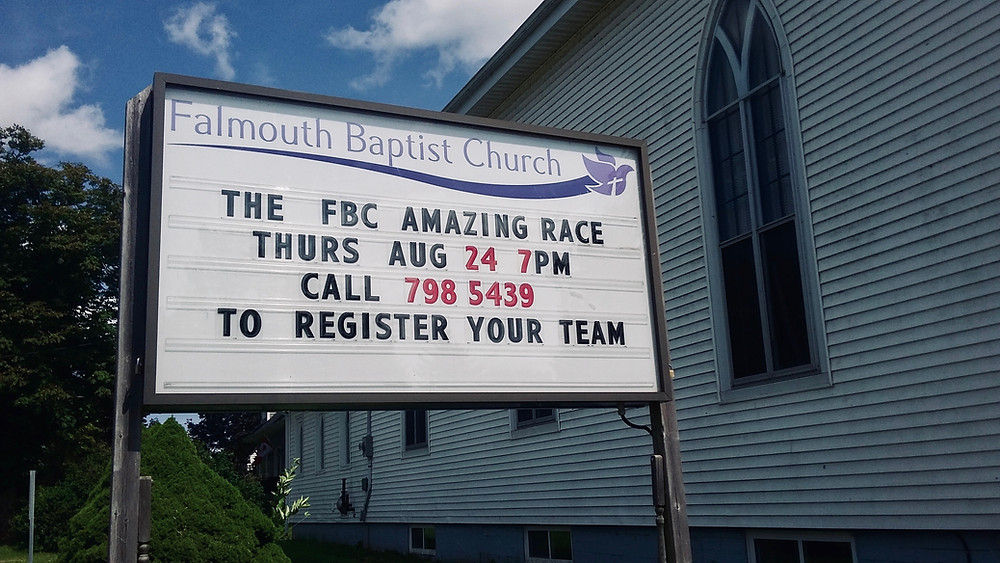 Falmouth Baptist Church
THE FBC AMAZING RACE
THURS AUG 24 7PM
CALL 798 5439
TO REGISTER YOUR TEAM